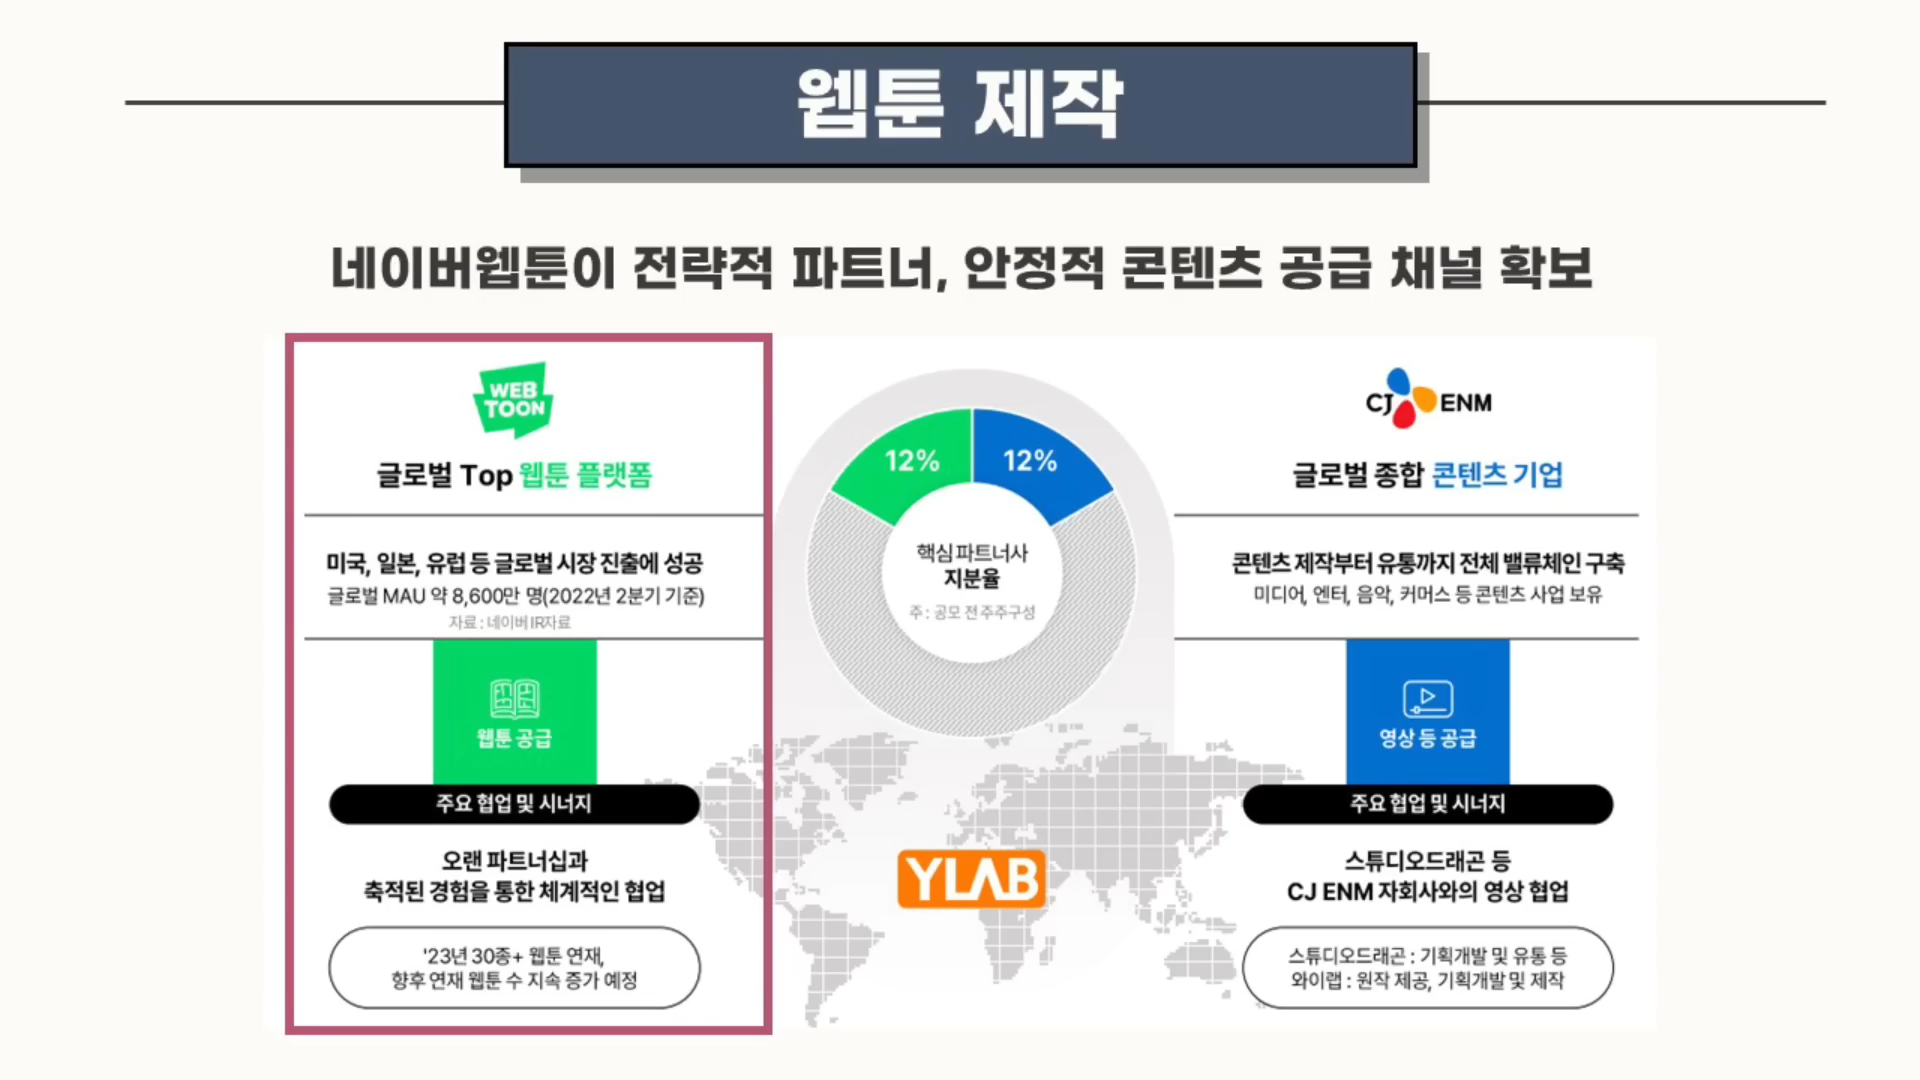 웹툰 제작
네이버웹툰이 전략적 파트너, 안정적 콘텐츠 공급 채널 확보
WEB
TOON
글로벌 Top 웹툰 플랫폼
미국, 일본, 유럽 등 글로벌 시장 진출에 성공
글로벌 MAU 약 8,600만 명(2022년 2분기 기준)
자료 : 네이버 IR자료
웹툰 공급
주요 협업 및 시너지
오랜 파트너십과
축적된 경험을 통한 체계적인 협업
'23년 30종+ 웹툰 연재,
향후 연재 웹툰 수 지속 증가 예정
12%
12%
핵심 파트너사
지분율
주 : 공모 전 주주구성
YLAB
CJ ENM
글로벌 종합 콘텐츠 기업
콘텐츠 제작부터 유통까지 전체 밸류체인 구축
미디어, 엔터, 음악, 커머스 등 콘텐츠 사업 보유
영상 등 공급
주요 협업 및 시너지
스튜디오드래곤 등
CJ ENM 자회사와의 영상 협업
스튜디오드래곤 : 기획개발 및 유통 등
와이랩 : 원작 제공, 기획개발 및 제작